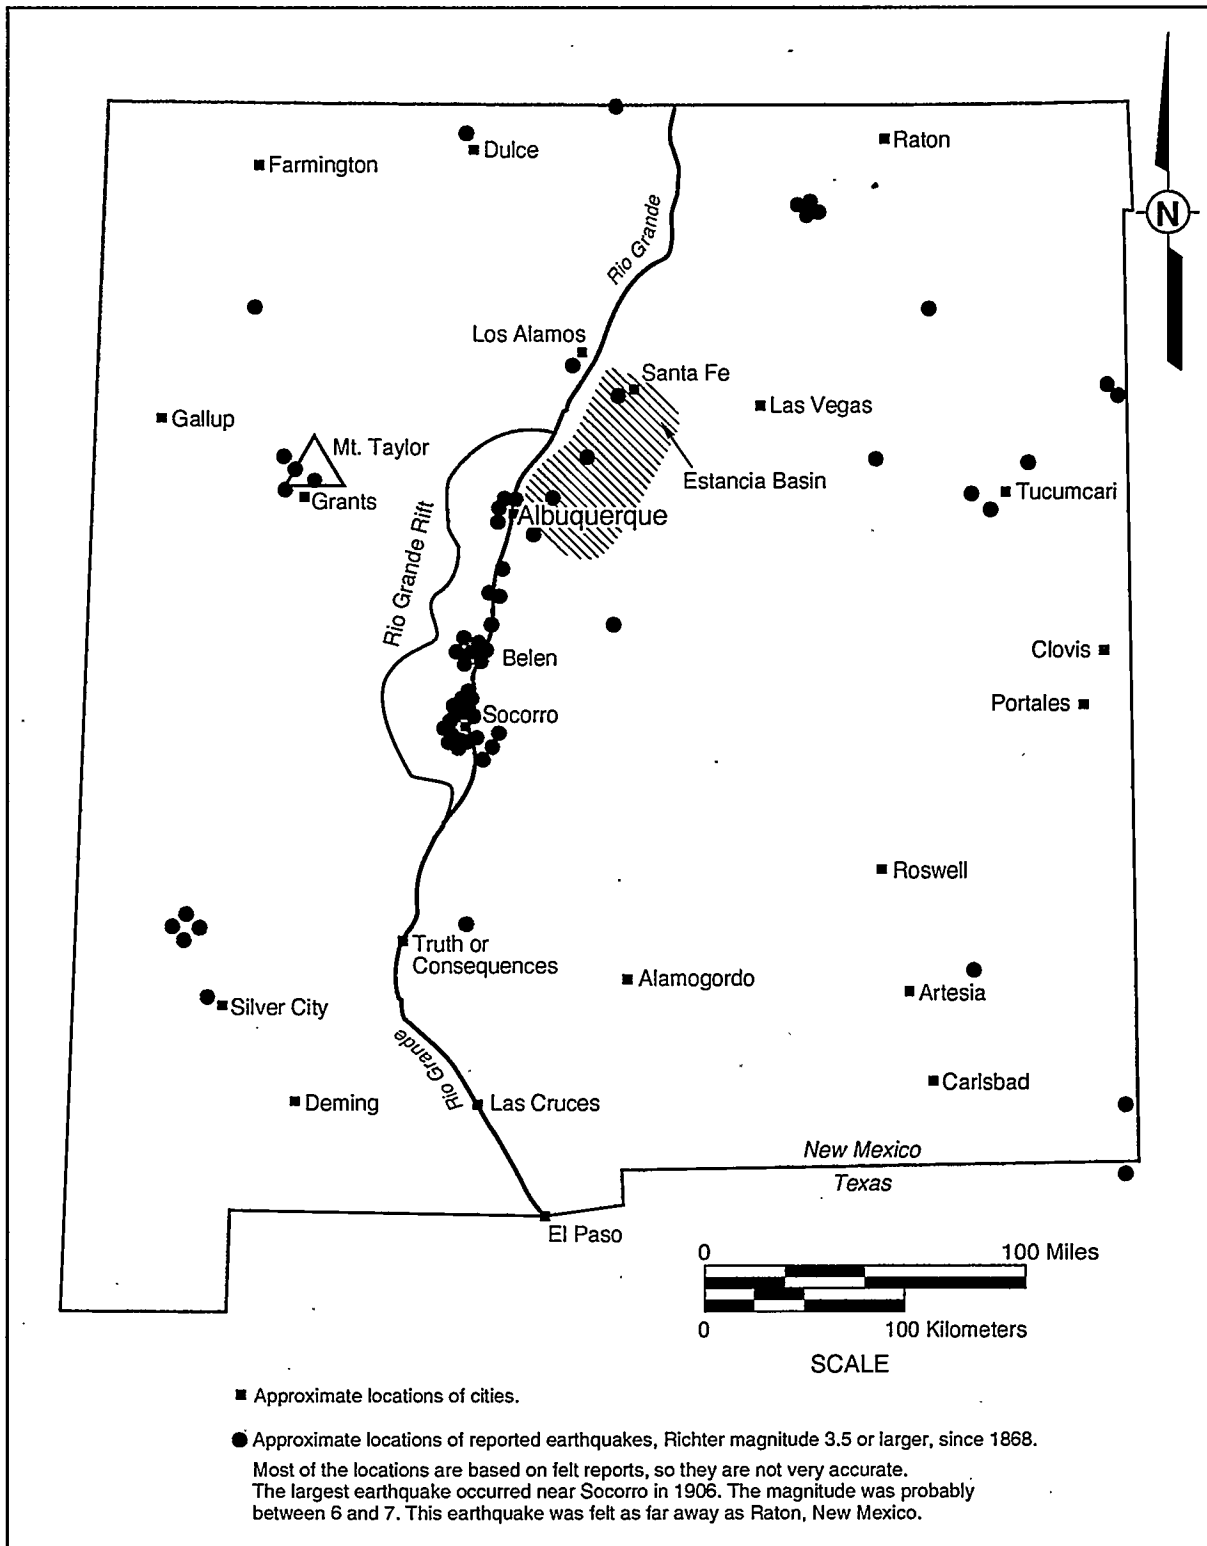 Raton
Dulce
Farmington
N
Rio Grande
Los Alamos
Santa Fe
Las Vegas
Gallup
Mt. Taylor
Estancia Basin
Tucumcari
Grants
Albuquerque
Rio Grande Rift
Clovis
Belen
Portales
Socorro
Roswell
Truth or
Consequences
Alamogordo
Artesia
Silver City
Rio Grande
Carlsbad
Deming
Las Cruces
New Mexico
Texas
El Paso
0 100 Miles
0 100 Kilometers
SCALE
Approximate locations of cities.
Approximate locations of reported earthquakes, Richter magnitude 3.5 or larger, since 1868.
Most of the locations are based on felt reports, so they are not very accurate.
The largest earthquake occurred near Socorro in 1906. The magnitude was probably
between 6 and 7. This earthquake was felt as far away as Raton, New Mexico.